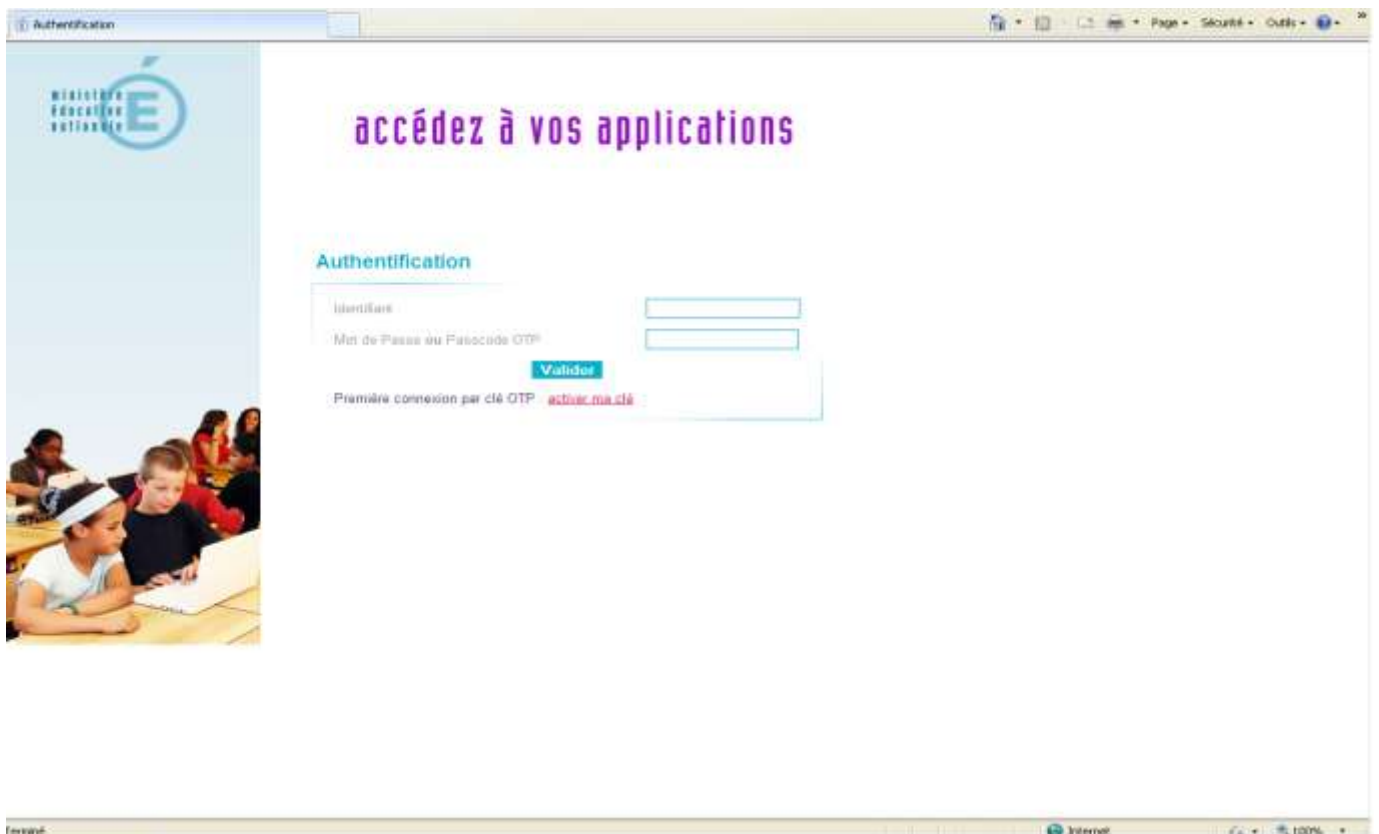 Authentification
Page
Sécurité
Outils
ministère
éducation
nationale
É
accédez à vos applications
Authentification
Identifiant
Mot de Passe ou Passcode OTP
Valider
Première connexion par clé OTP : activer ma clé
Terminé
Internet
100%